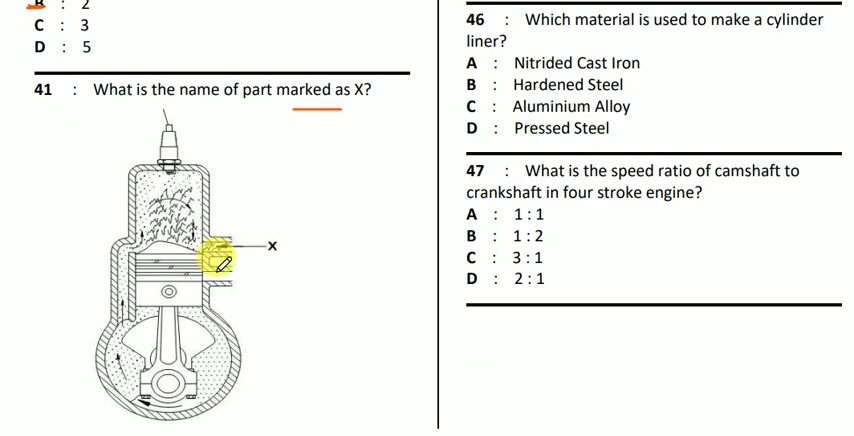 B : 2
C : 3
D : 5
41 : What is the name of part marked as X?
X
46 : Which material is used to make a cylinder
liner?
A : Nitrided Cast Iron
B : Hardened Steel
C : Aluminium Alloy
D : Pressed Steel
47 : What is the speed ratio of camshaft to
crankshaft in four stroke engine?
A : 1 : 1
B : 1 : 2
C : 3 : 1
D : 2 : 1